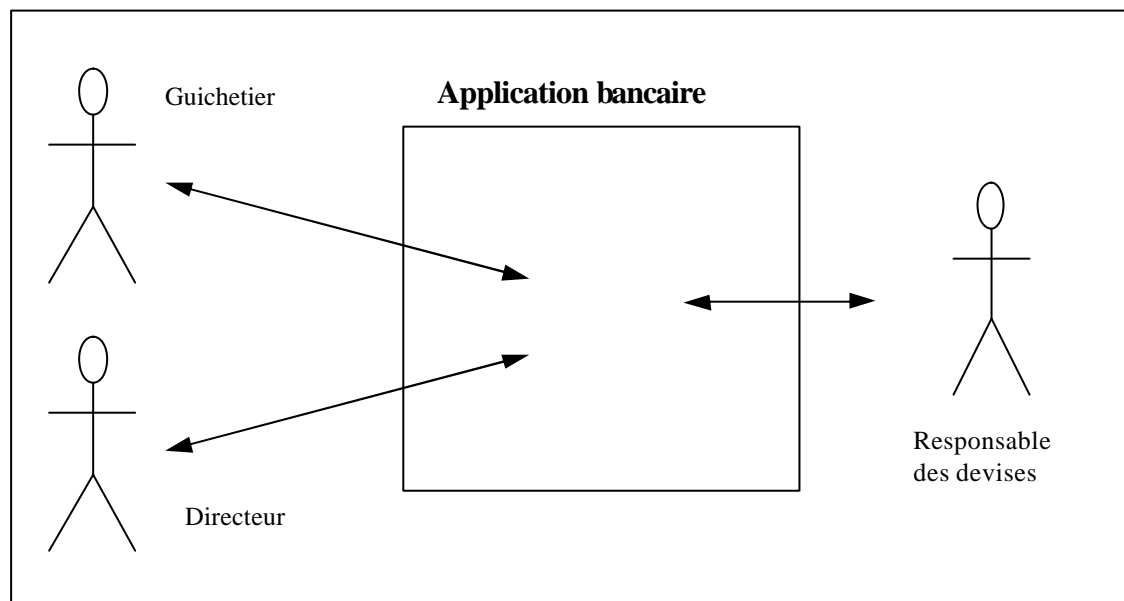 Guichetier
Application bancaire
Responsable
des devises
Directeur